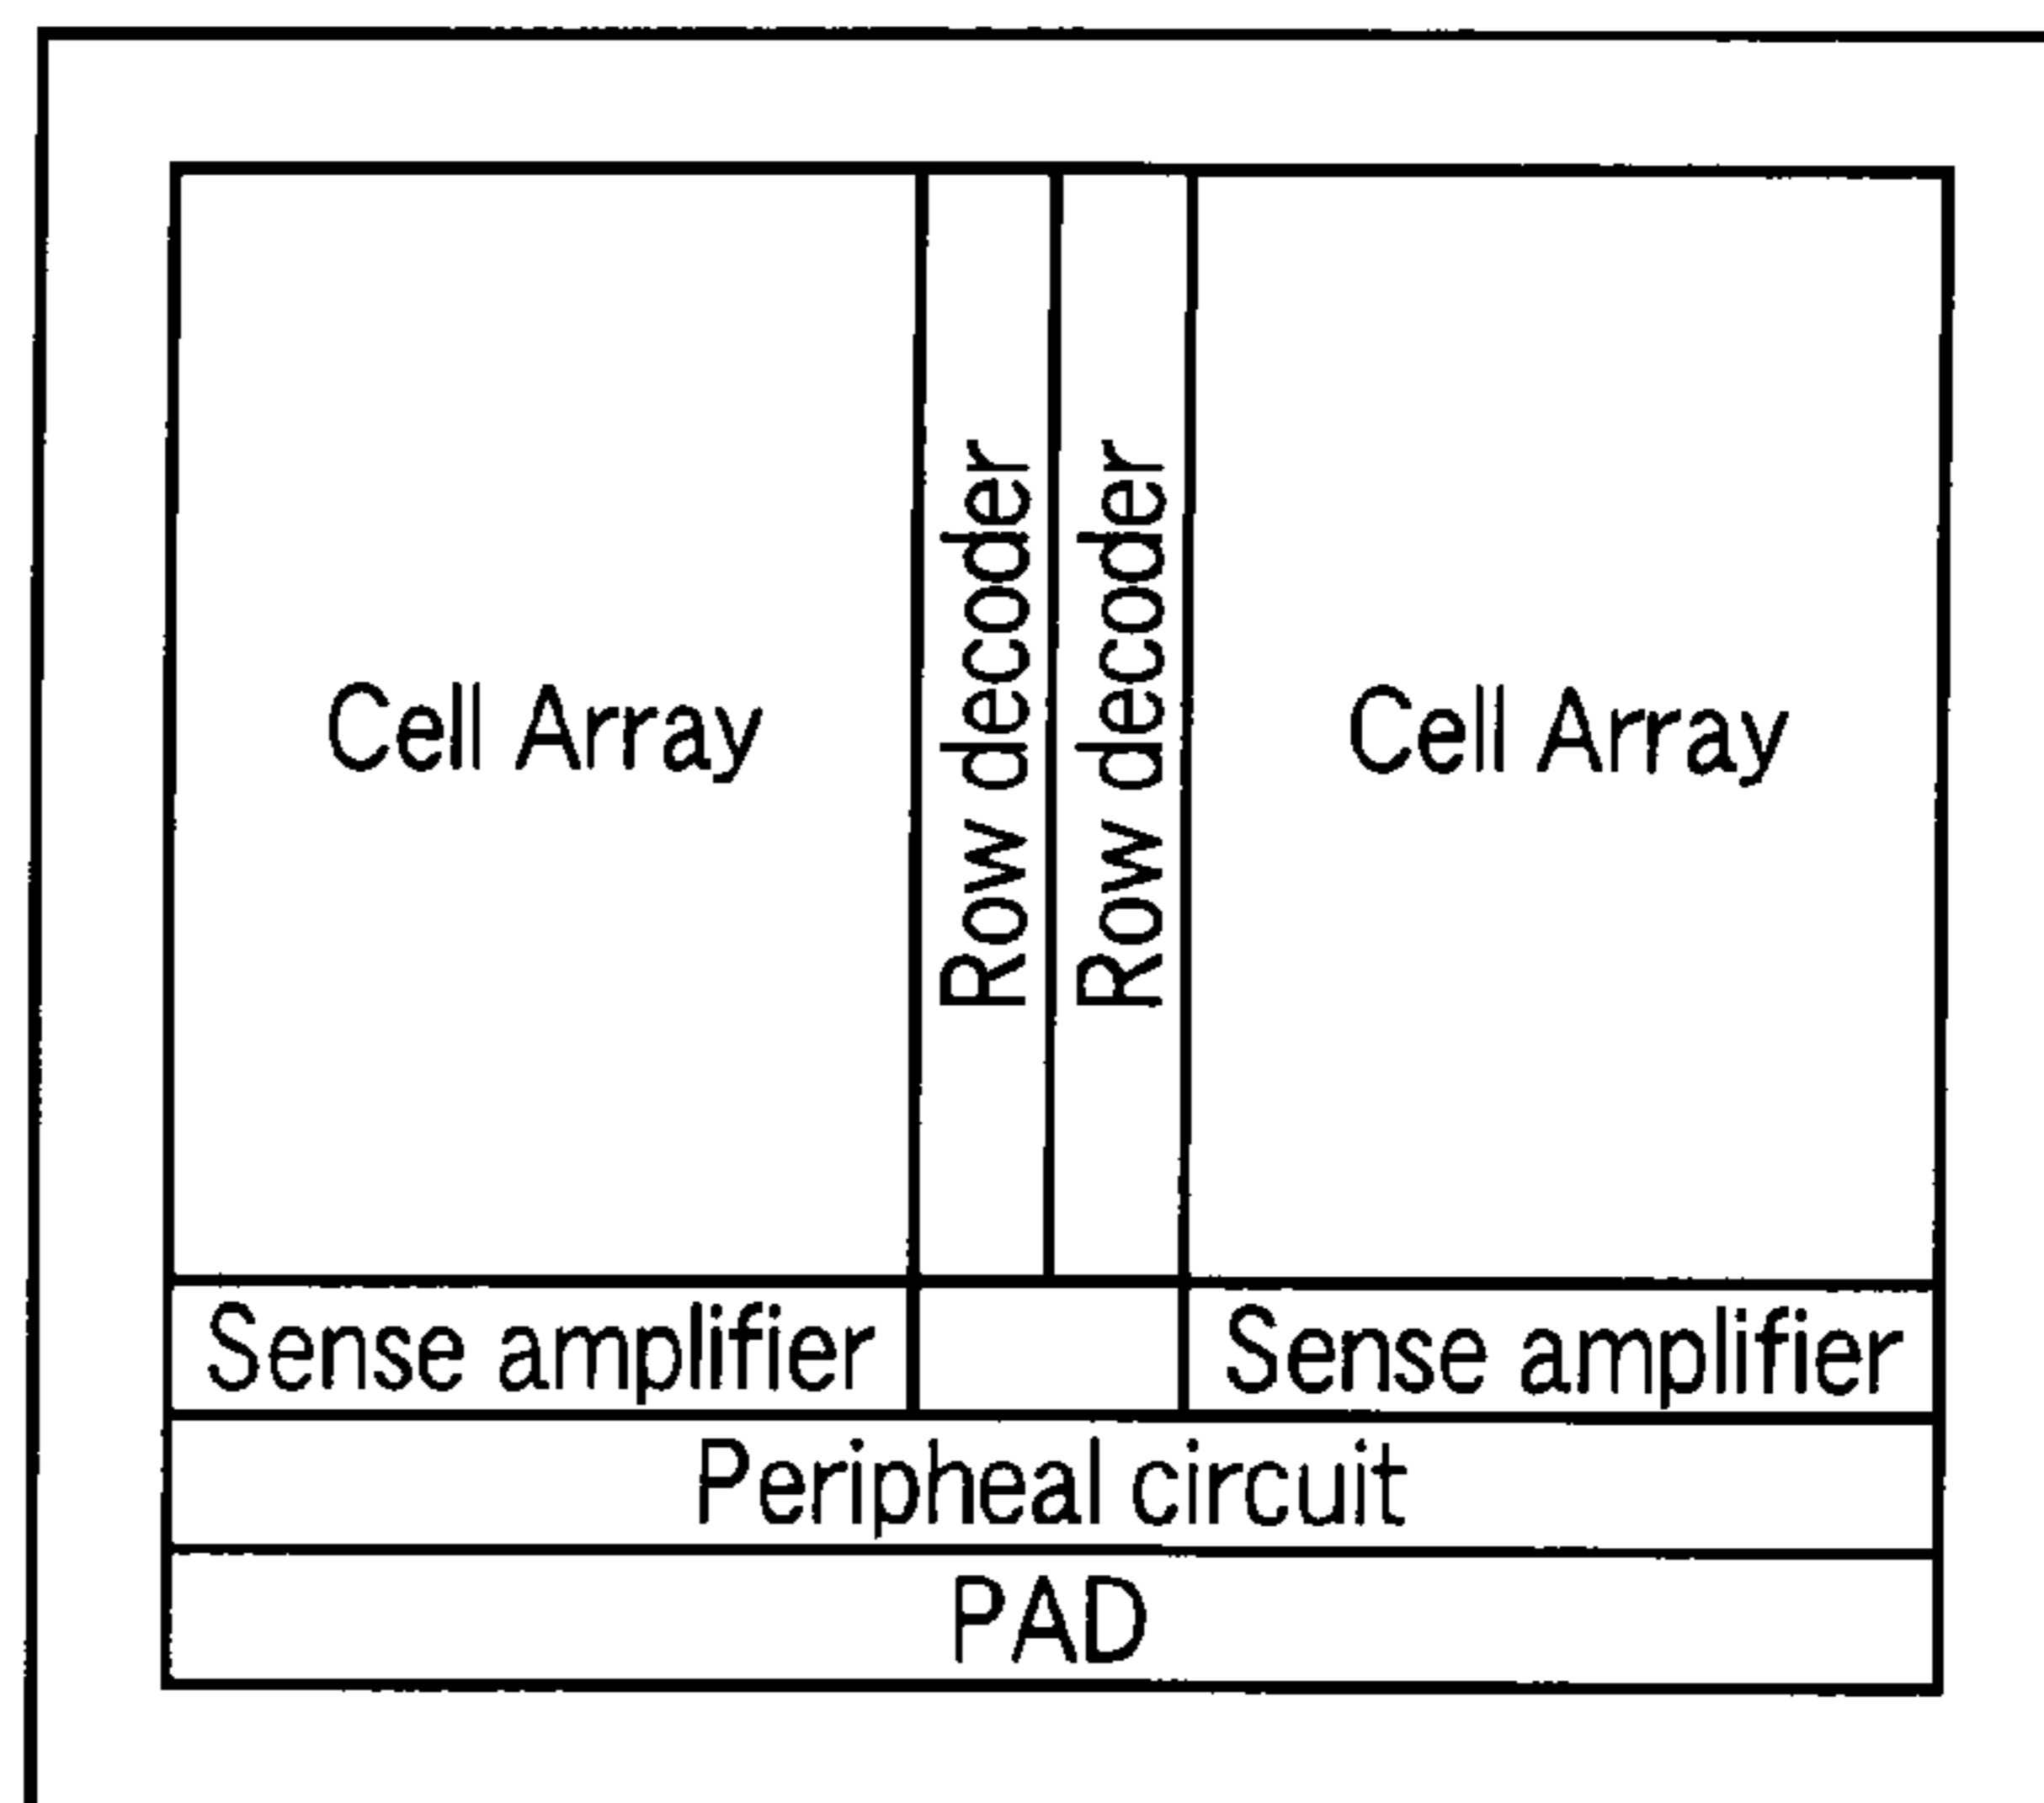 Cell Array
Row decoder
Row decoder
Cell Array
Sense amplifier
Sense amplifier
Peripheal circuit
PAD